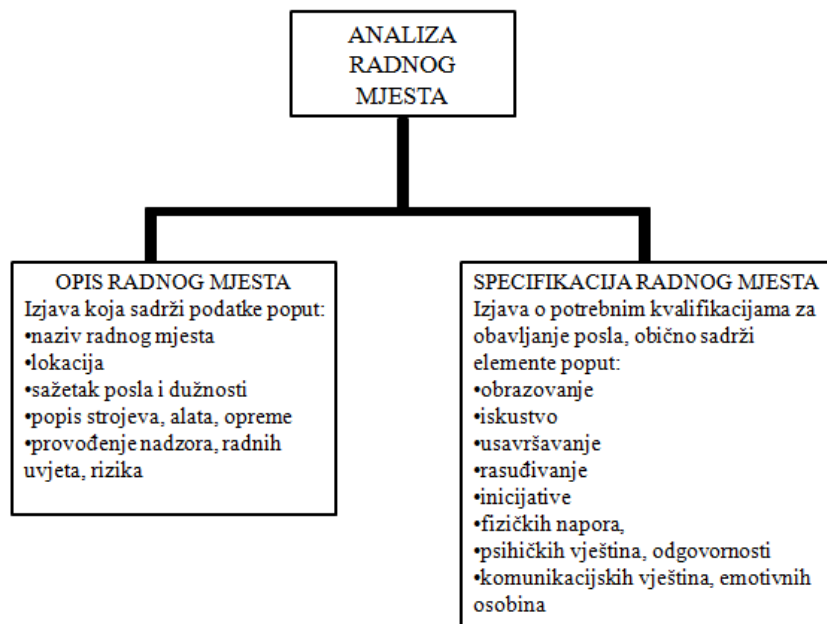 ANALIZA
RADNOG
MJESTA
OPIS RADNOG MJESTA
Izjava koja sadrži podatke poput:
•naziv radnog mjesta
•lokacija
•sažetak posla i dužnosti
•popis strojeva, alata, opreme
•provođenje nadzora, radnih
uvjeta, rizika
SPECIFIKACIJA RADNOG MJESTA
Izjava o potrebnim kvalifikacijama za
obavljanje posla, obično sadrži
elemente poput:
•obrazovanje
•iskustvo
•usavršavanje
•rasuđivanje
•inicijative
•fizičkih napora,
•psihičkih vještina, odgovornosti
•komunikacijskih vještina, emotivnih
osobina